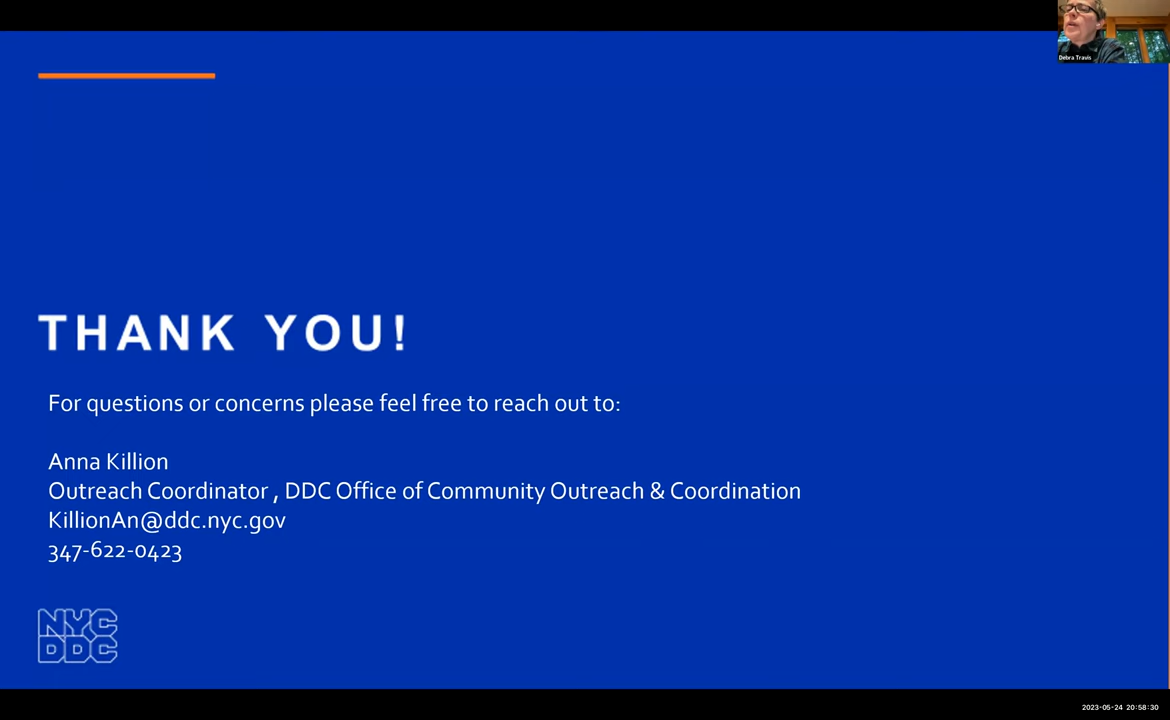 Debra Travis
THANK YOU!
For questions or concerns please feel free to reach out to:
Anna Killion
Outreach Coordinator , DDC Office of Community Outreach & Coordination
KillionAn@ddc.nyc.gov
347-622-0423
NYC
DDC
2023-05-24 20:58:30